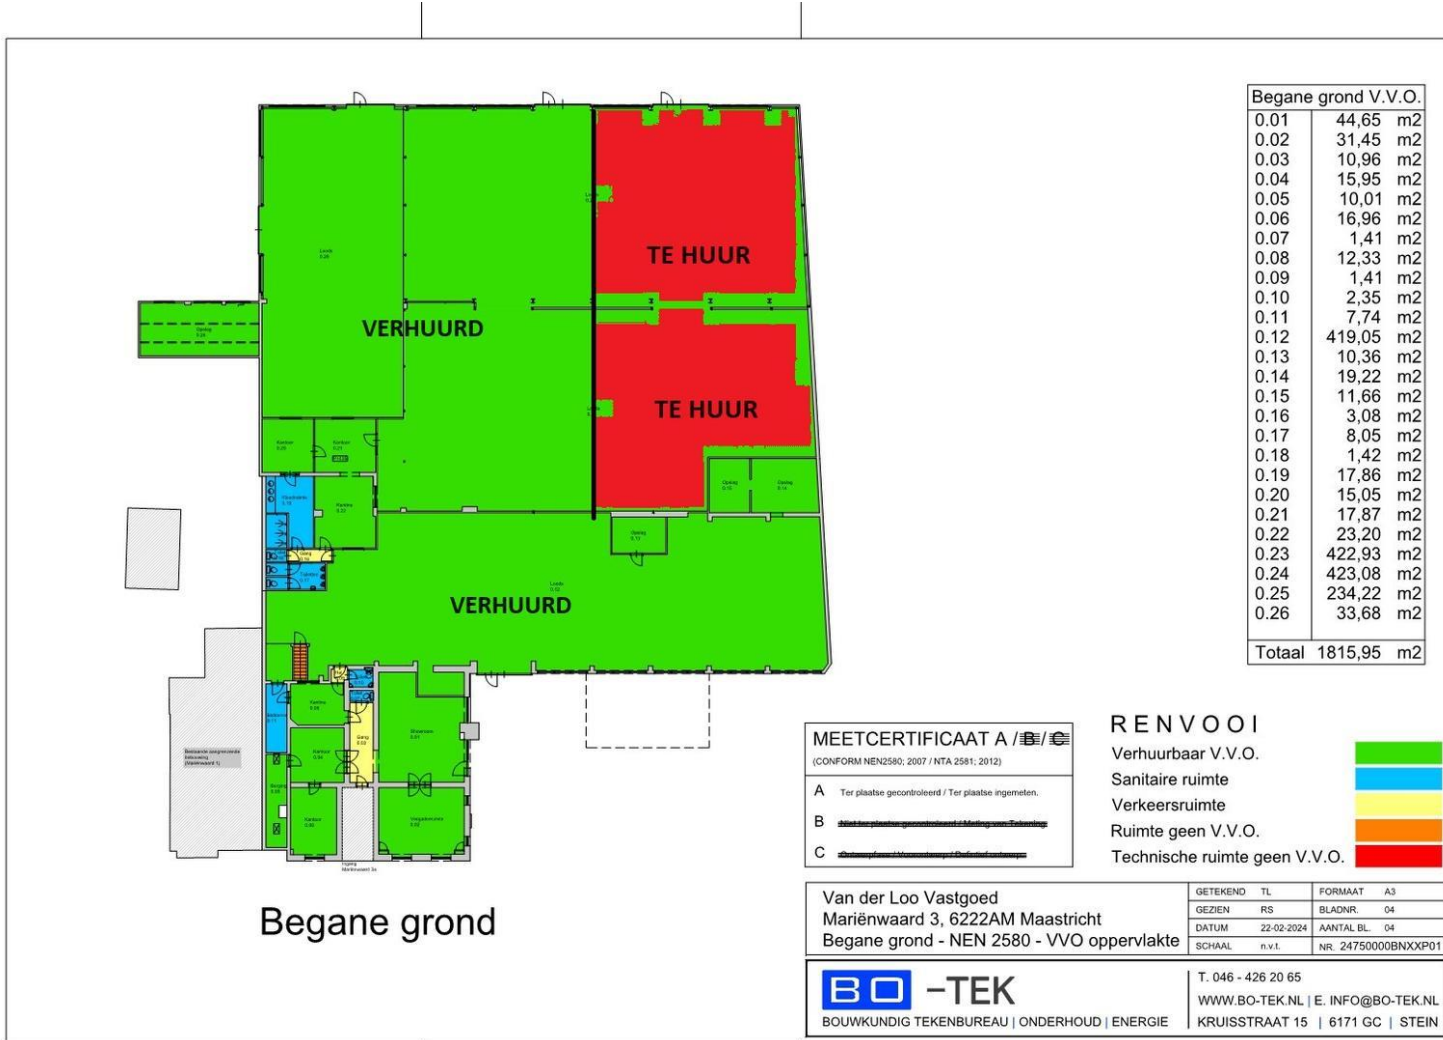 Begane grond V.V.O.
0.01 44,65 m2
0.02 31,45 m2
0.03 10,96 m2
0.04 15,95 m2
0.05 10,01 m2
0.06 16,96 m2
0.07 1,41 m2
0.08 12,33 m2
0.09 1,41 m2
0.10 2,35 m2
0.11 7,74 m2
0.12 419,05 m2
0.13 10,36 m2
0.14 19,22 m2
0.15 11,66 m2
0.16 3,08 m2
0.17 8,05 m2
0.18 1,42 m2
0.19 17,86 m2
0.20 15,05 m2
0.21 17,87 m2
0.22 23,20 m2
0.23 422,93 m2
0.24 423,08 m2
0.25 234,22 m2
0.26 33,68 m2
Totaal 1815,95 m2
TE HUUR
VERHUURD
TE HUUR
VERHUURD
Begane grond
MEETCERTIFICAAT A / B / C
(CONFORM NEN2580; 2007 / NTA 2581; 2012)
A Ter plaatse gecontroleerd / Ter plaatse ingemeten.
B Niet ter plaatse gecontroleerd / Meting van Tekening
C
RENVOOI
Verhuurbaar V.V.O.
Sanitaire ruimte
Verkeersruimte
Ruimte geen V.V.O.
Technische ruimte geen V.V.O.
Van der Loo Vastgoed
Mariënwaard 3, 6222AM Maastricht
Begane grond - NEN 2580 - VVO oppervlakte
GETEKEND TL FORMAAT A3
GEZIEN RS BLADNR. 04
DATUM 22-02-2024 AANTAL BL. 04
SCHAAL n.v.t. NR. 24750000BNXXP01
BO -TEK
BOUWKUNDIG TEKENBUREAU | ONDERHOUD | ENERGIE
T. 046 - 426 20 65
WWW.BO-TEK.NL | E. INFO@BO-TEK.NL
KRUISSTRAAT 15 | 6171 GC | STEIN